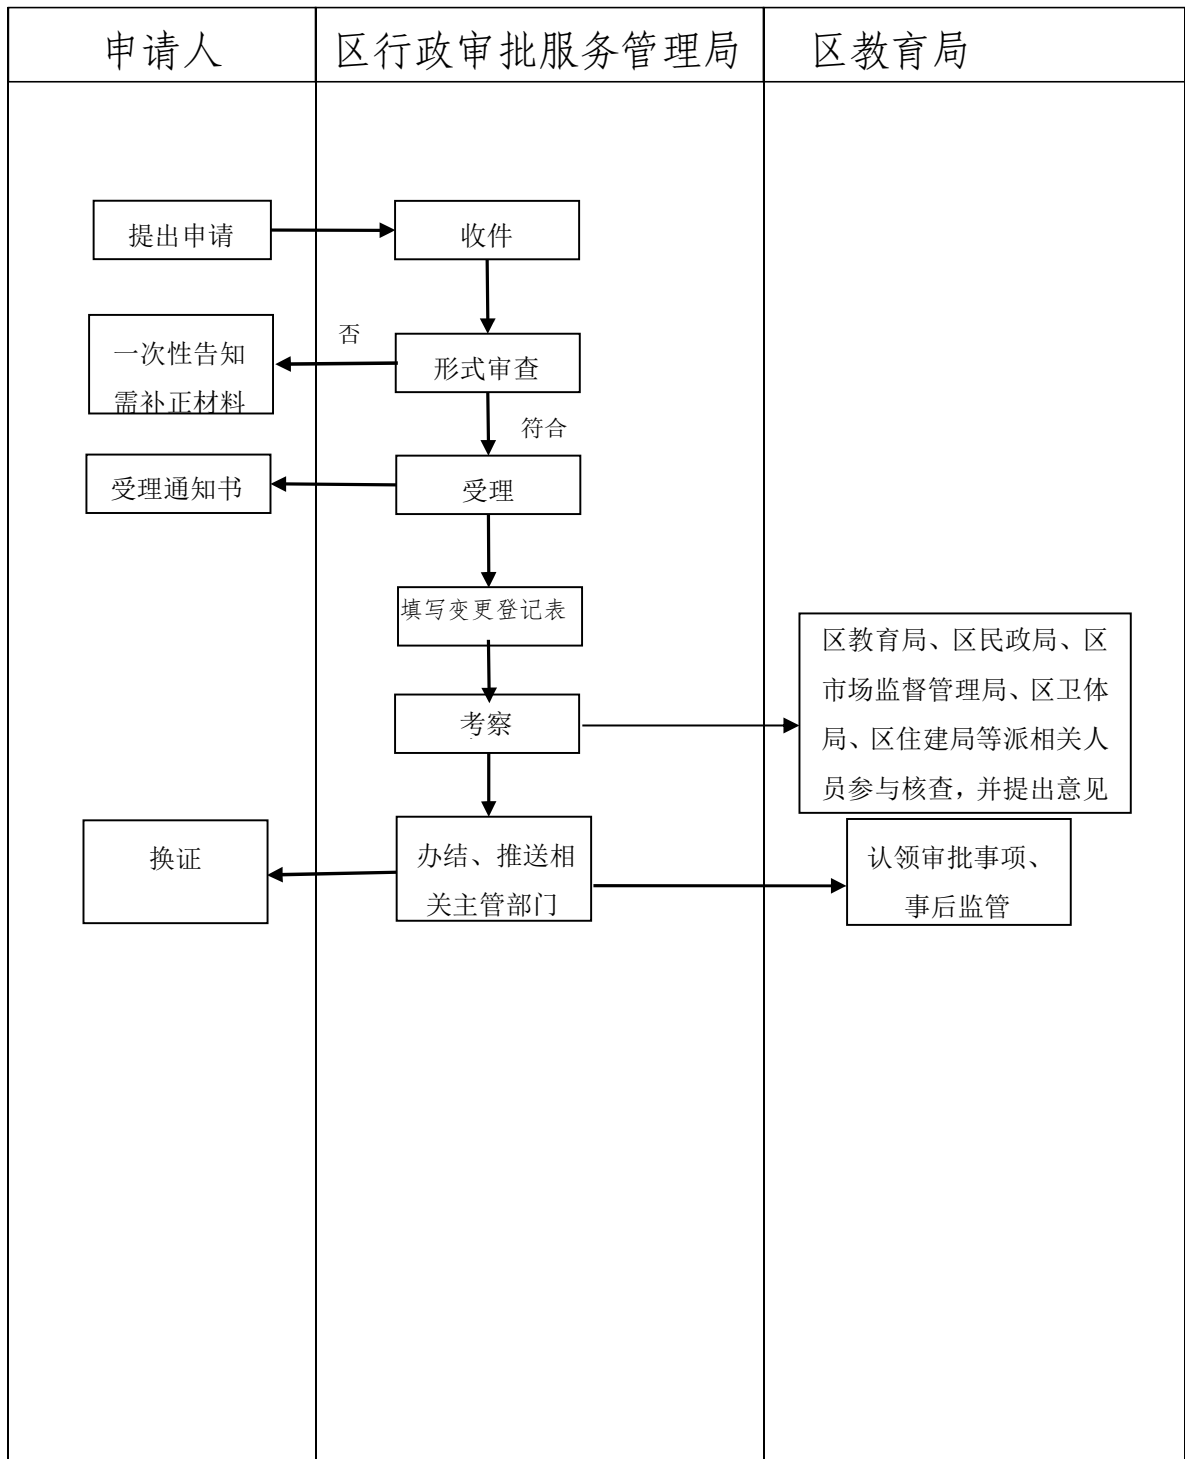 申请人
区行政审批服务管理局
区教育局
提出申请
收件
否
一次性告知
需补正材料
形式审查
符合
受理通知书
受理
填写变更登记表
区教育局、区民政局、区
市场监督管理局、区卫体
局、区住建局等派相关人
员参与核查，并提出意见
考察
换证
办结、推送相
关主管部门
认领审批事项、
事后监管